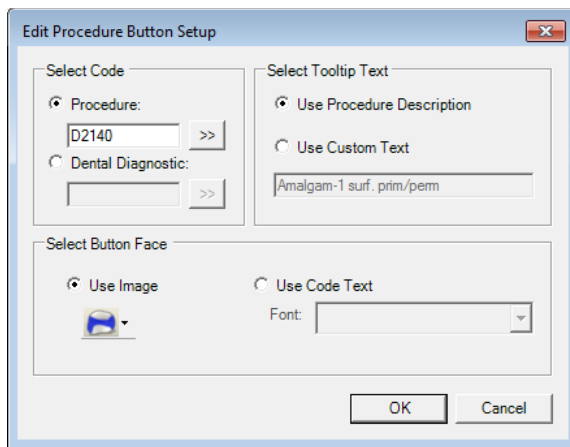 Edit Procedure Button Setup
Select Code
Procedure:
D2140
>>
Dental Diagnostic:
>>
Select Tooltip Text
Use Procedure Description
Use Custom Text
Amalgam-1 surf. prim/perm
Select Button Face
Use Image
Use Code Text
Font:
OK
Cancel